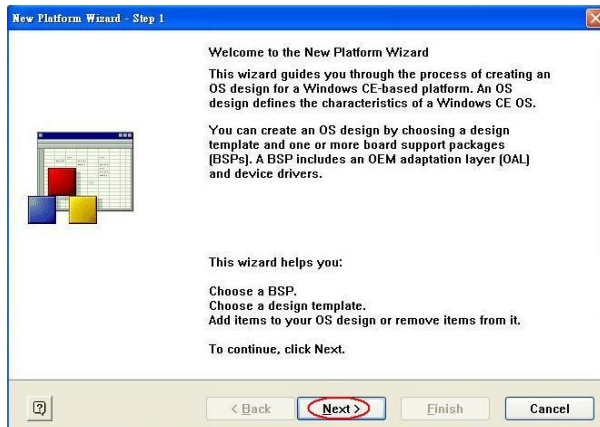 New Platform Wizard - Step 1
Welcome to the New Platform Wizard
This wizard guides you through the process of creating an
OS design for a Windows CE-based platform. An OS
design defines the characteristics of a Windows CE OS.
You can create an OS design by choosing a design
template and one or more board support packages
(BSPs). A BSP includes an OEM adaptation layer (OAL)
and device drivers.
This wizard helps you:
Choose a BSP.
Choose a design template.
Add items to your OS design or remove items from it.
To continue, click Next.
?
< Back
Next >
Finish
Cancel